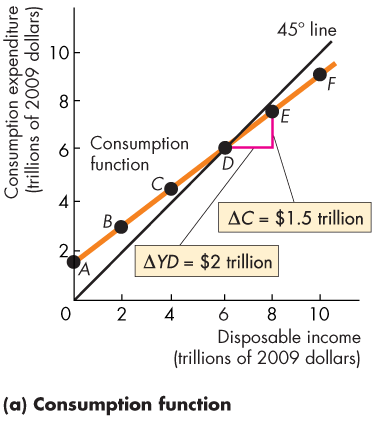 Consumption expenditure
(trillions of 2009 dollars)
45° line
10
8
6
4
2
0
2
4
6
8
10
Consumption
function
A
B
C
D
E
F
ΔC = $1.5 trillion
ΔYD = $2 trillion
Disposable income
(trillions of 2009 dollars)
(a) Consumption function